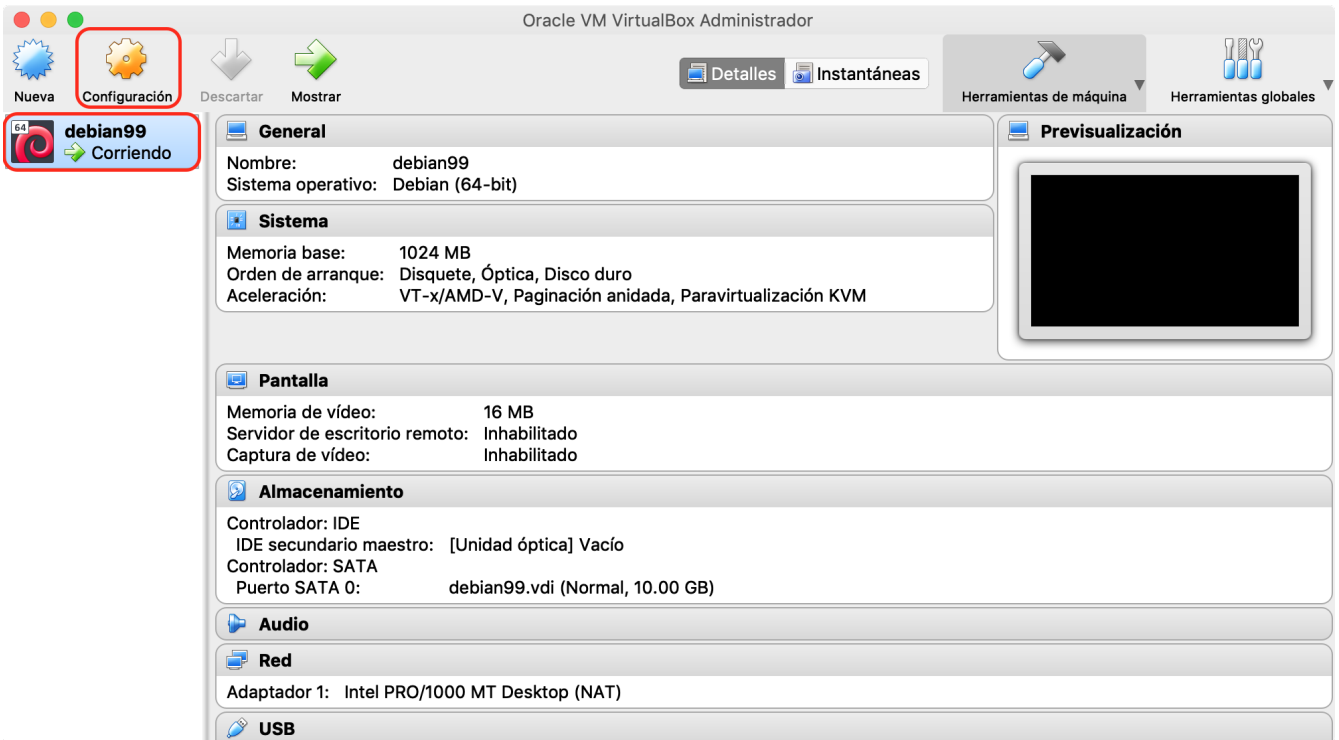 Oracle VM VirtualBox Administrador
Nueva
Configuración
Descartar
Mostrar
Detalles
Instantáneas
Herramientas de máquina
Herramientas globales
64
debian99
Corriendo
General
Nombre: debian99
Sistema operativo: Debian (64-bit)
Sistema
Memoria base: 1024 MB
Orden de arranque: Disquete, Óptica, Disco duro
Aceleración: VT-x/AMD-V, Paginación anidada, Paravirtualización KVM
Previsualización
Pantalla
Memoria de vídeo: 16 MB
Servidor de escritorio remoto: Inhabilitado
Captura de vídeo: Inhabilitado
Almacenamiento
Controlador: IDE
IDE secundario maestro: [Unidad óptica] Vacío
Controlador: SATA
Puerto SATA 0: debian99.vdi (Normal, 10.00 GB)
Audio
Red
Adaptador 1: Intel PRO/1000 MT Desktop (NAT)
USB